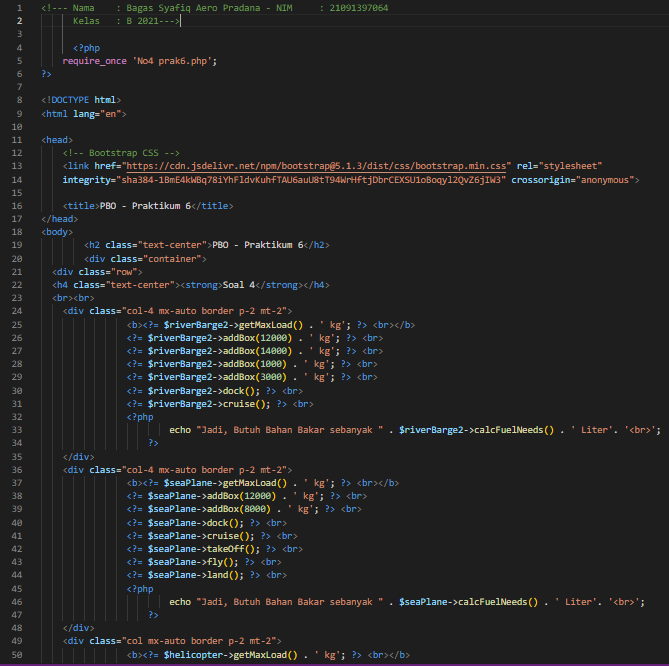 1 <!--- Nama    : Bagas Syafiq Aero Pradana - NIM     : 21091397064
2       Kelas   : B 2021--->
3
4       <?php
5     require_once 'No4 prak6.php';
6 ?>
7
8 <!DOCTYPE html>
9 <html lang="en">
10
11 <head>
12     <!-- Bootstrap CSS -->
13     <link href="https://cdn.jsdelivr.net/npm/bootstrap@5.1.3/dist/css/bootstrap.min.css" rel="stylesheet"
14     integrity="sha384-1BmE4kWBq78iYhFldvKuhfTAU6auU8tT94WrHftjDbrCEXSU1oBoqyl2QvZ6jIW3" crossorigin="anonymous">
15
16     <title>PBO - Praktikum 6</title>
17 </head>
18 <body>
19         <h2 class="text-center">PBO - Praktikum 6</h2>
20         <div class="container">
21   <div class="row">
22   <h4 class="text-center"><strong>Soal 4</strong></h4>
23   <br><br>
24     <div class="col-4 mx-auto border p-2 mt-2">
25                 <b><?= $riverBarge2->getMaxLoad() . ' kg'; ?> <br></b>
26                 <?= $riverBarge2->addBox(12000) . ' kg'; ?> <br>
27                 <?= $riverBarge2->addBox(14000) . ' kg'; ?> <br>
28                 <?= $riverBarge2->addBox(1000) . ' kg'; ?> <br>
29                 <?= $riverBarge2->addBox(3000) . ' kg'; ?> <br>
30                 <?= $riverBarge2->dock(); ?> <br>
31                 <?= $riverBarge2->cruise(); ?> <br>
32                 <?php
33                         echo "Jadi, Butuh Bahan Bakar sebanyak " . $riverBarge2->calcFuelNeeds() . ' Liter'. '<br>';
34                     ?>
35     </div>
36     <div class="col-4 mx-auto border p-2 mt-2">
37                 <b><?= $seaPlane->getMaxLoad() . ' kg'; ?> <br></b>
38                 <?= $seaPlane->addBox(12000) . ' kg'; ?> <br>
39                 <?= $seaPlane->addBox(8000) . ' kg'; ?> <br>
40                 <?= $seaPlane->dock(); ?> <br>
41                 <?= $seaPlane->cruise(); ?> <br>
42                 <?= $seaPlane->takeOff(); ?> <br>
43                 <?= $seaPlane->fly(); ?> <br>
44                 <?= $seaPlane->land(); ?> <br>
45                 <?php
46                         echo "Jadi, Butuh Bahan Bakar sebanyak " . $seaPlane->calcFuelNeeds() . ' Liter'. '<br>';
47                     ?>
48     </div>
49     <div class="col mx-auto border p-2 mt-2">
50                 <b><?= $helicopter->getMaxLoad() . ' kg'; ?> <br></b>